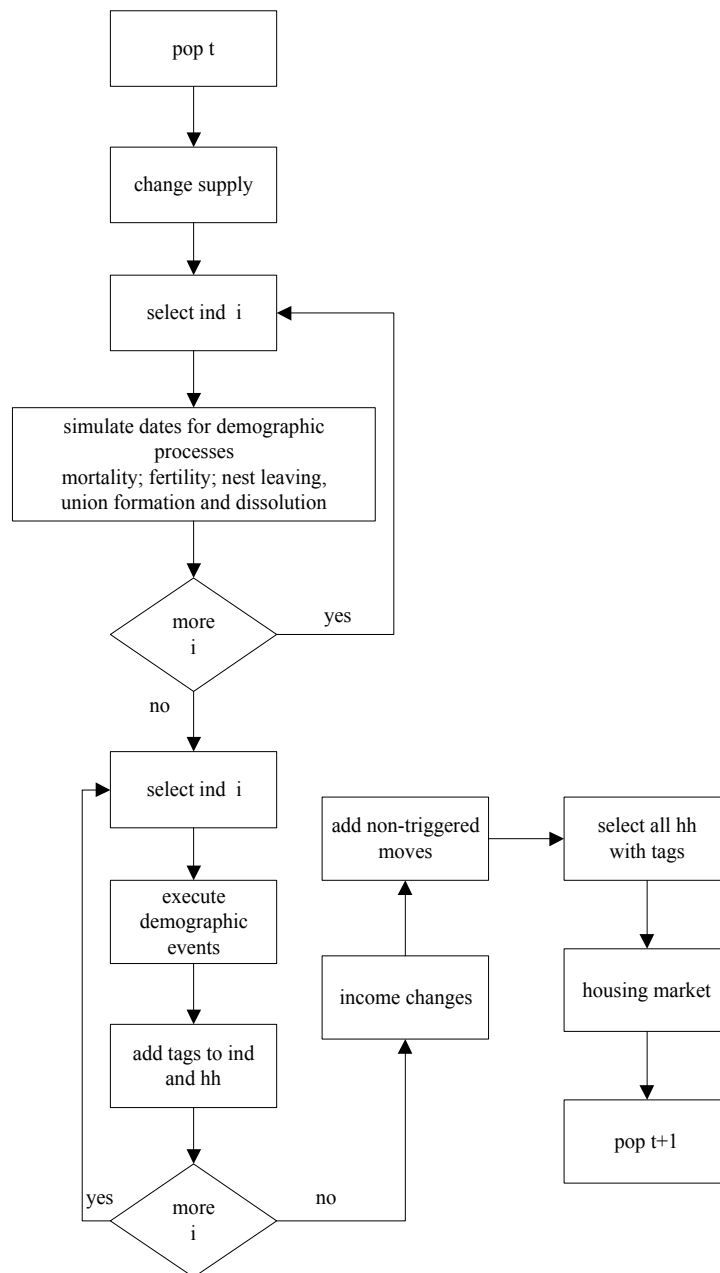 pop t
change supply
select ind i
simulate dates for demographic
processes
mortality; fertility; nest leaving,
union formation and dissolution
more
i
yes
no
select ind i
execute
demographic
events
add tags to ind
and hh
more
i
yes
no
income changes
add non-triggered
moves
select all hh
with tags
housing market
pop t+1